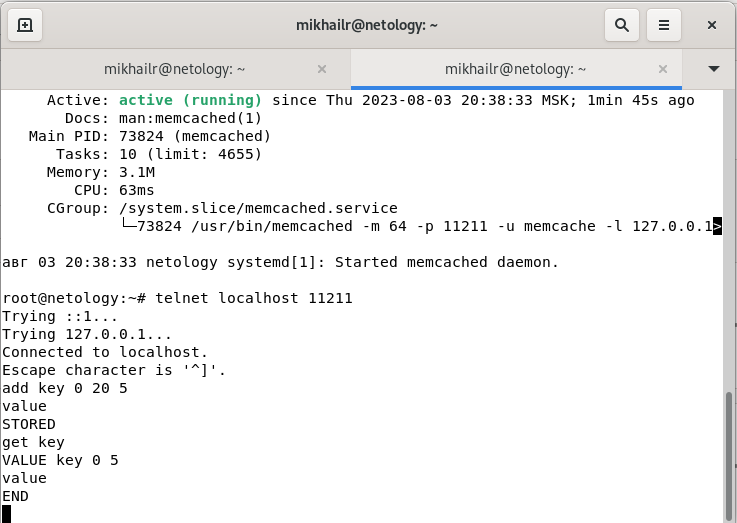 mikhailr@netology: ~
mikhailr@netology: ~ ×
mikhailr@netology: ~ ×
Active: active (running) since Thu 2023-08-03 20:38:33 MSK; 1min 45s ago
Docs: man:memcached(1)
Main PID: 73824 (memcached)
Tasks: 10 (limit: 4655)
Memory: 3.1M
CPU: 63ms
CGroup: /system.slice/memcached.service
└─73824 /usr/bin/memcached -m 64 -p 11211 -u memcache -l 127.0.0.1>
авг 03 20:38:33 netology systemd[1]: Started memcached daemon.
root@netology:~# telnet localhost 11211
Trying ::1...
Trying 127.0.0.1...
Connected to localhost.
Escape character is '^]'.
add key 0 20 5
value
STORED
get key
VALUE key 0 5
value
END